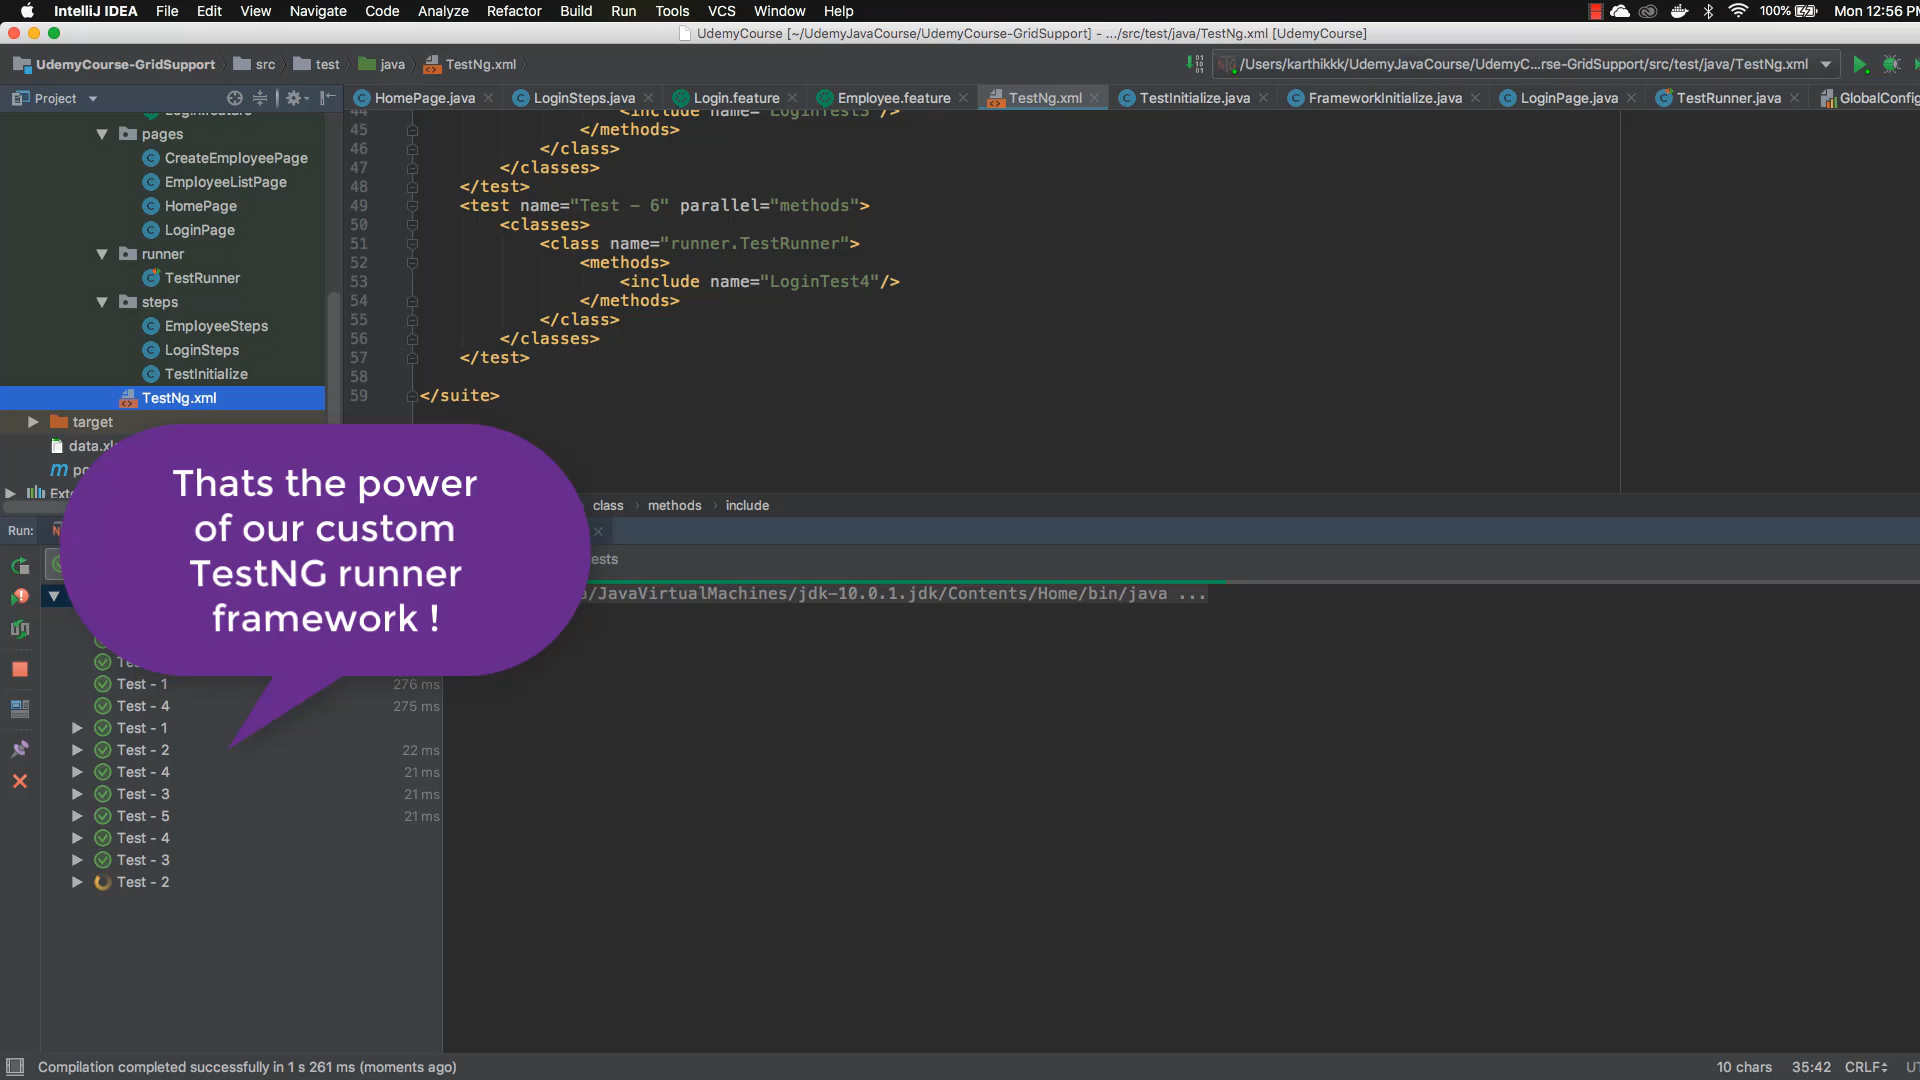 IntelliJ IDEA File Edit View Navigate Code Analyze Refactor Build Run Tools VCS Window Help 100% Mon 12:56 PM
UdemyCourse [~/UdemyJavaCourse/UdemyCourse-GridSupport] - .../src/test/java/TestNg.xml [UdemyCourse]
UdemyCourse-GridSupport src test java TestNg.xml /Users/karthikkk/UdemyJavaCourse/UdemyC...rse-GridSupport/src/test/java/TestNg.xml
Project HomePage.java LoginSteps.java Login.feature Employee.feature TestNg.xml TestInitialize.java FrameworkInitialize.java LoginPage.java TestRunner.java GlobalConfig
pages
CreateEmployeePage
EmployeeListPage
HomePage
LoginPage
runner
TestRunner
steps
EmployeeSteps
LoginSteps
TestInitialize
TestNg.xml
target
44 <include name="LoginTest3"/>
45 </methods>
46 </class>
47 </classes>
48 </test>
49 <test name="Test - 6" parallel="methods">
50 <classes>
51 <class name="runner.TestRunner">
52 <methods>
53 <include name="LoginTest4"/>
54 </methods>
55 </class>
56 </classes>
57 </test>
58
59 </suite>
class methods include
Thats the power
of our custom
TestNG runner
framework !
Run:
/JavaVirtualMachines/jdk-10.0.1.jdk/Contents/Home/bin/java ...
Test - 1 276 ms
Test - 4 275 ms
Test - 1
Test - 2 22 ms
Test - 4 21 ms
Test - 3 21 ms
Test - 5 21 ms
Test - 4
Test - 3
Test - 2
Compilation completed successfully in 1 s 261 ms (moments ago) 10 chars 35:42 CRLF